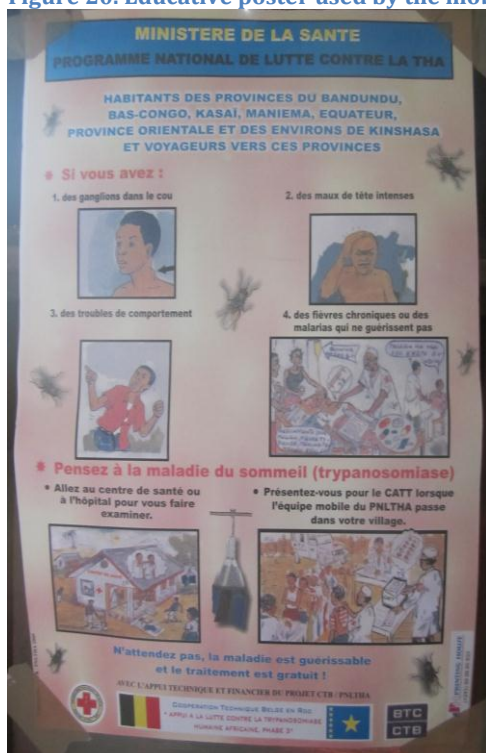 Figure 20. Educative poster used by the mob
MINISTERE DE LA SANTE
PROGRAMME NATIONAL DE LUTTE CONTRE LA THA
HABITANTS DES PROVINCES DU BANDUNDU,
BAS-CONGO, KASAÏ, MANIEMA, EQUATEUR,
PROVINCE ORIENTALE ET DES ENVIRONS DE KINSHASA
ET VOYAGEURS VERS CES PROVINCES
Si vous avez :
1. des ganglions dans le cou
2. des maux de tête intenses
3. des troubles de comportement
4. des fièvres chroniques ou des
malarias qui ne guérissent pas
Pensez à la maladie du sommeil (trypanosomiase)
• Allez au centre de santé ou
à l'hôpital pour vous faire
examiner.
• Présentez-vous pour le CATT lorsque
l'équipe mobile du PNLTHA passe
dans votre village.
N'attendez pas, la maladie est guérissable
et le traitement est gratuit !
AVEC L'APPUI TECHNIQUE ET FINANCIER DU PROJET CTB / PNLTHA
COOPERATION TECHNIQUE BELGE EN RDC
" APPUI A LA LUTTE CONTRE LA TRYPANOSOMIASE
HUMAINE AFRICAINE, PHASE 2"
BTC
CTB